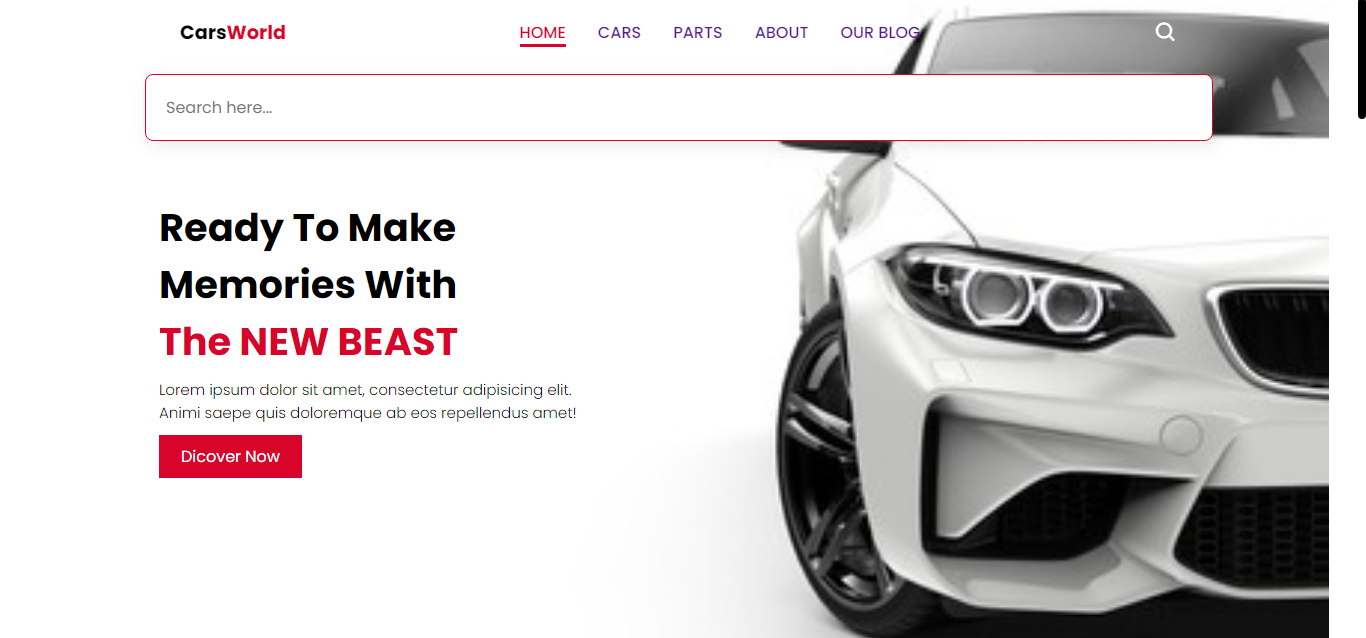 CarsWorld
HOME CARS PARTS ABOUT OUR BLOG
Search here...
Ready To Make
Memories With
The NEW BEAST
Lorem ipsum dolor sit amet, consectetur adipisicing elit.
Animi saepe quis doloremque ab eos repellendus amet!
Dicover Now